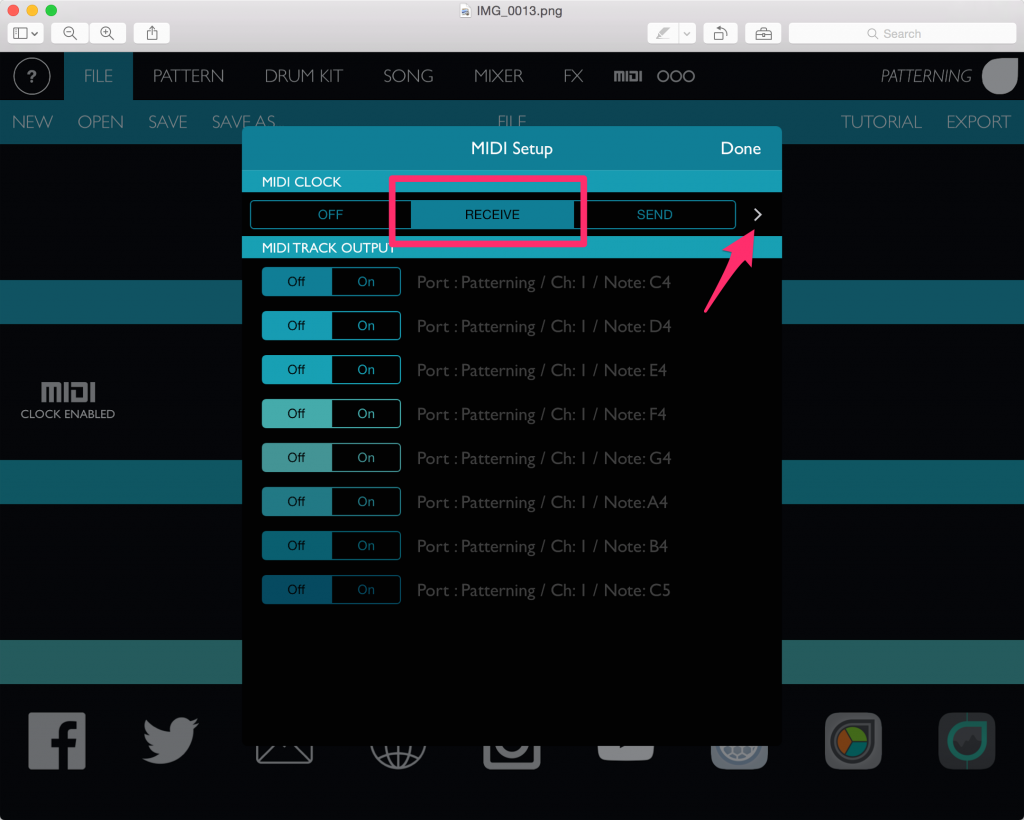 IMG_0013.png
Search
?
FILE PATTERN DRUM KIT SONG MIXER FX MIDI PATTERNING
NEW OPEN SAVE SAVE AS FILE TUTORIAL EXPORT
MIDI Setup Done
MIDI CLOCK
OFF RECEIVE SEND
MIDI TRACK OUTPUT
Off On Port : Patterning / Ch: 1 / Note: C4
Off On Port : Patterning / Ch: 1 / Note: D4
Off On Port : Patterning / Ch: 1 / Note: E4
MIDI
CLOCK ENABLED
Off On Port : Patterning / Ch: 1 / Note: F4
Off On Port : Patterning / Ch: 1 / Note: G4
Off On Port : Patterning / Ch: 1 / Note: A4
Off On Port : Patterning / Ch: 1 / Note: B4
Off On Port : Patterning / Ch: 1 / Note: C5